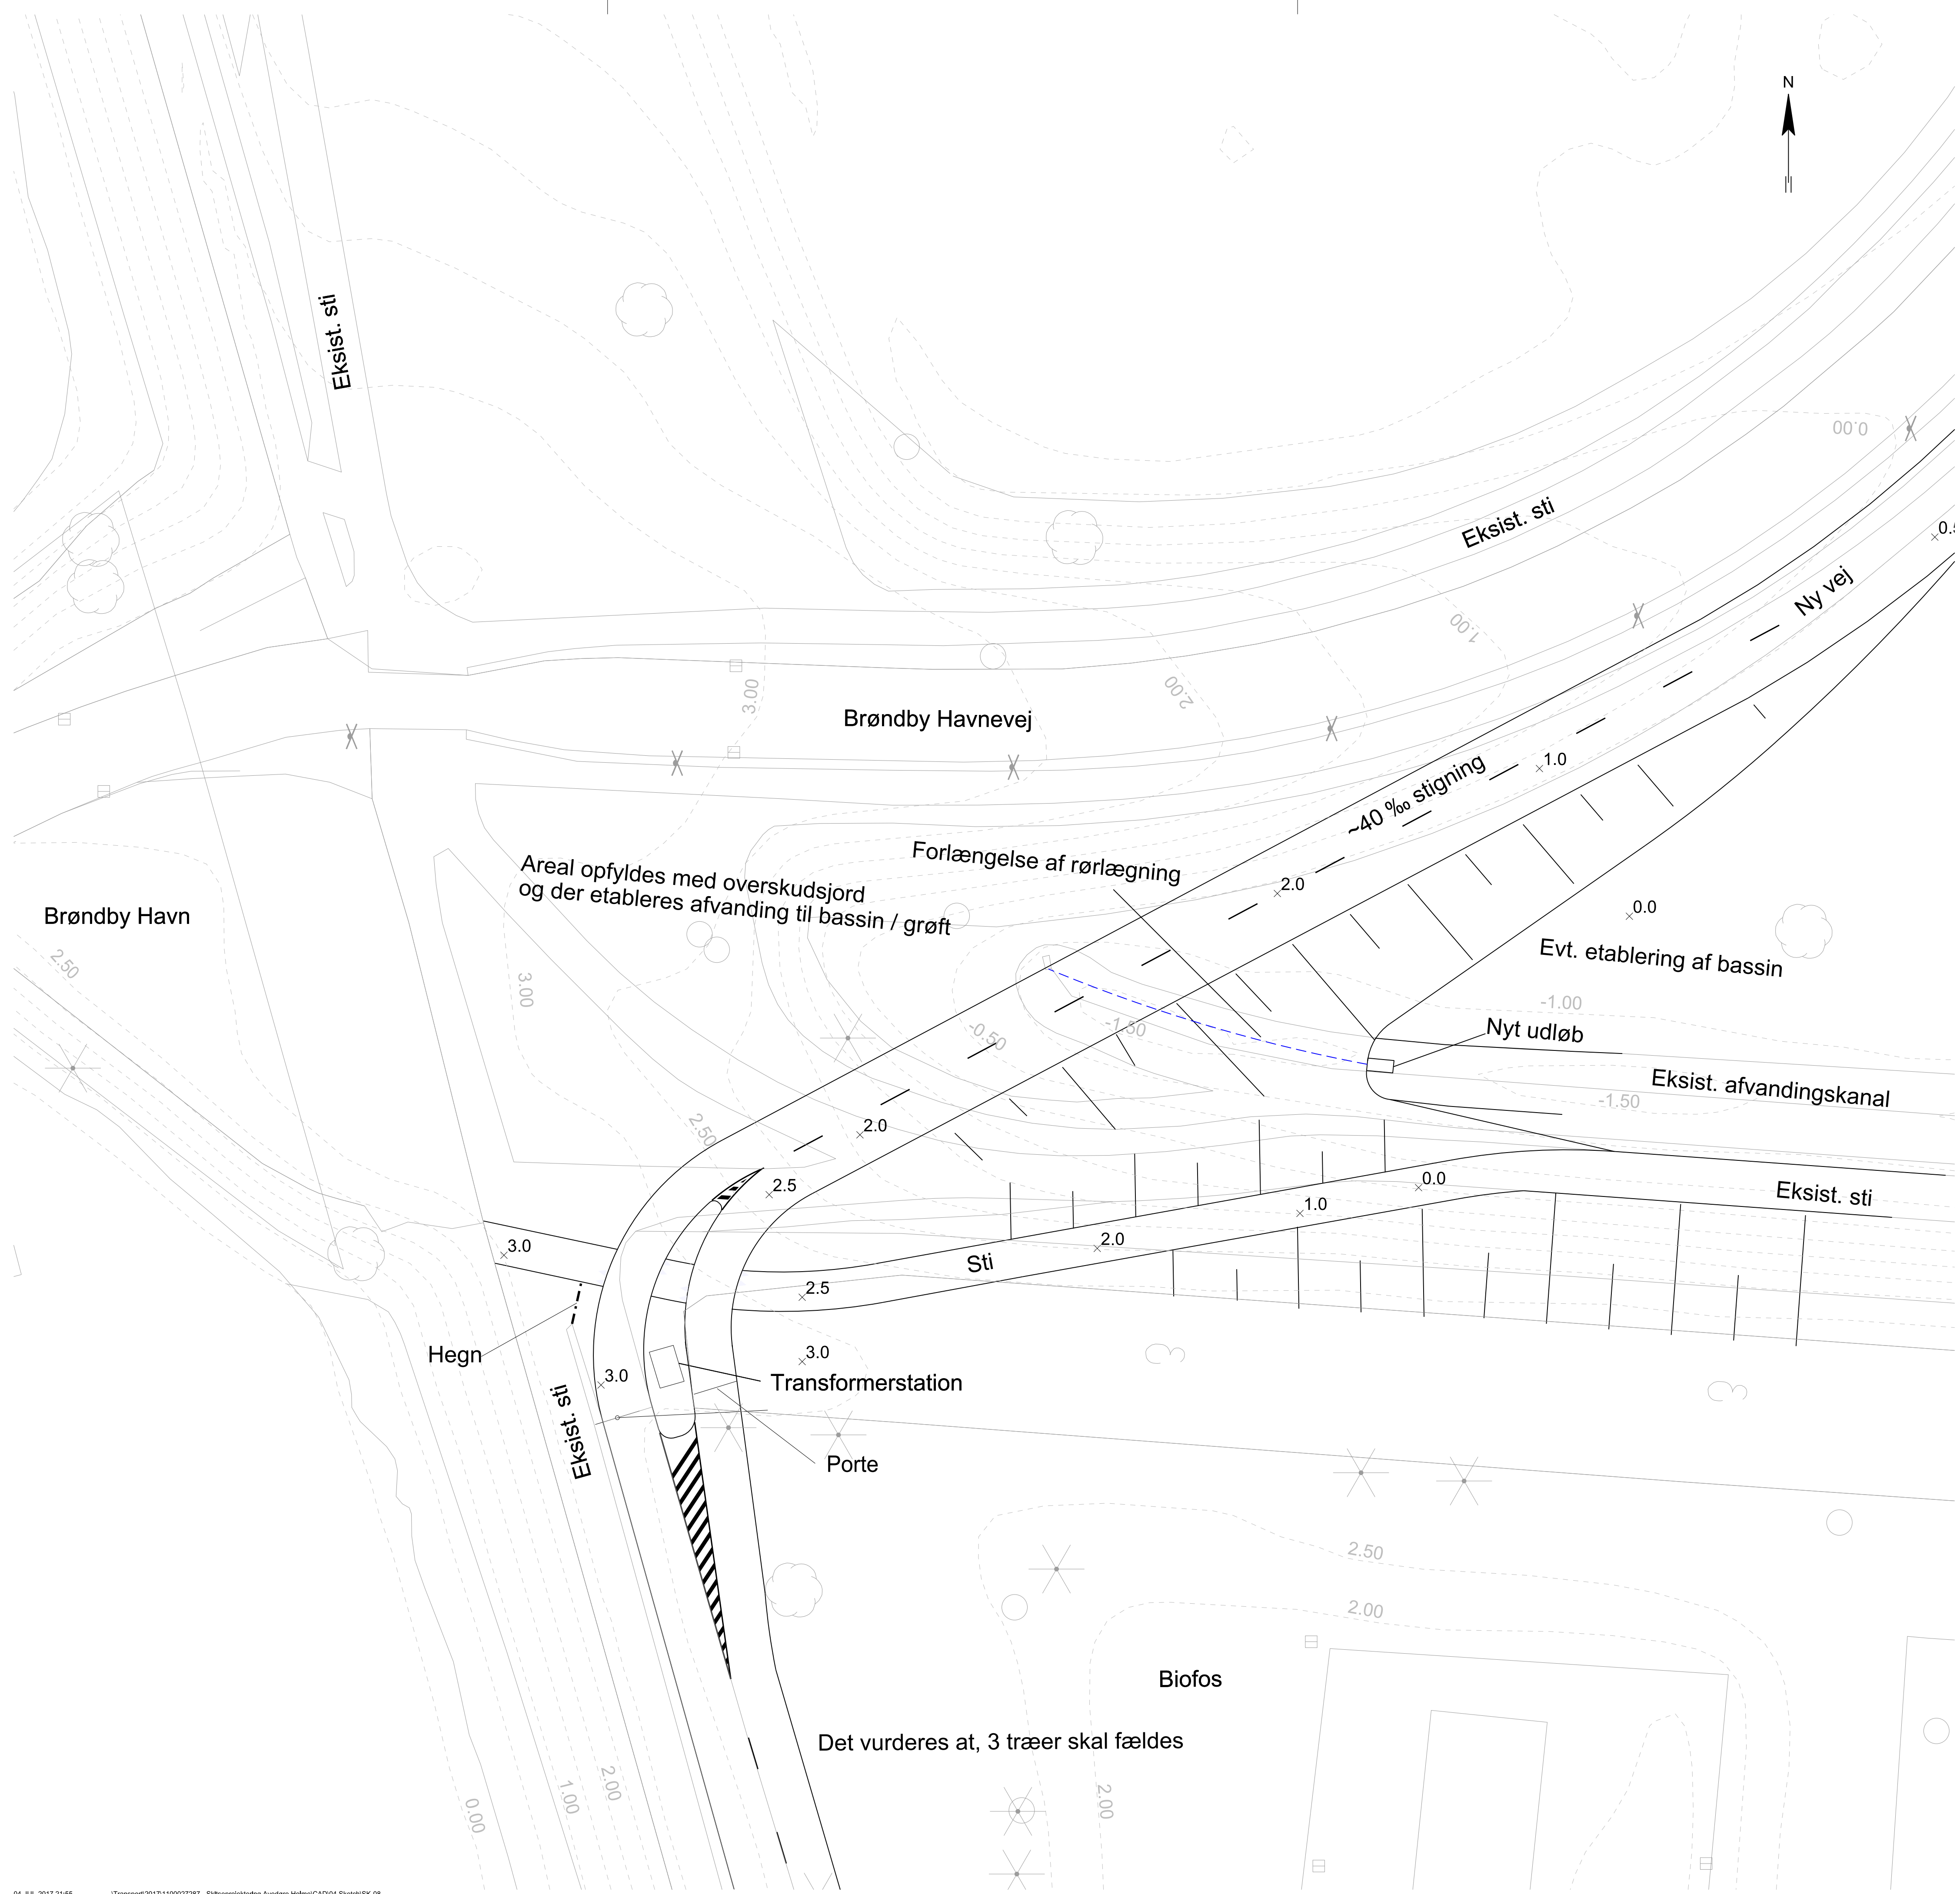 N
Eksist. sti
0.00
Eksist. sti
0.5
Ny vej
1.00
2.00
3.00
Brøndby Havnevej
~40 ‰ stigning
1.0
Forlængelse af rørlægning
Areal opfyldes med overskudsjord
og der etableres afvanding til bassin / grøft
2.0
0.0
Brøndby Havn
Evt. etablering af bassin
2.50
3.00
-1.00
-0.50
-1.50
Nyt udløb
Eksist. afvandingskanal
-1.50
2.50
2.0
2.5
0.0
Eksist. sti
1.0
3.0
2.0
Sti
2.5
Hegn
3.0
3.0
Transformerstation
Eksist. sti
Porte
2.50
2.00
Biofos
Det vurderes at, 3 træer skal fældes
0.00
1.00
2.00
2.00